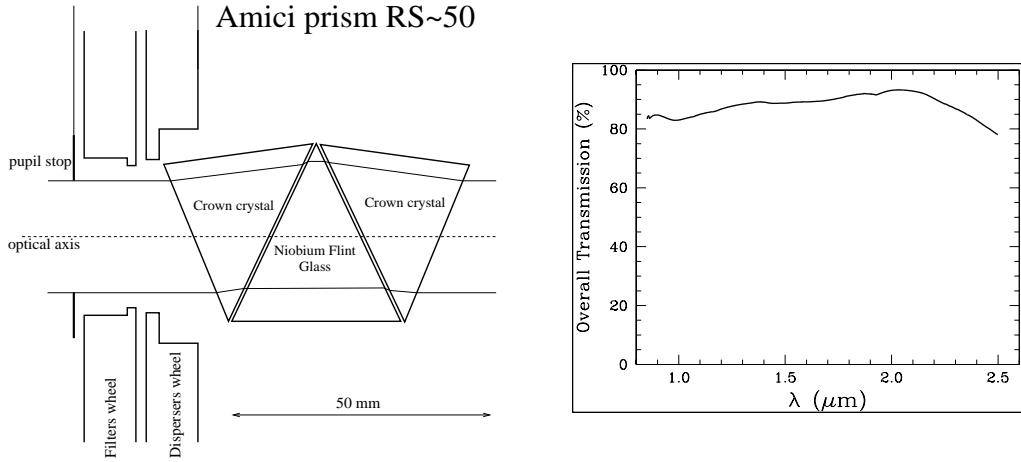 Amici prism RS~50
pupil stop
Crown crystal
Crown crystal
optical axis
Niobium Flint
Glass
Filters wheel
Dispersers wheel
50 mm
Overall Transmission (%)
100
80
60
40
20
0
1.0
1.5
2.0
2.5
λ (μm)